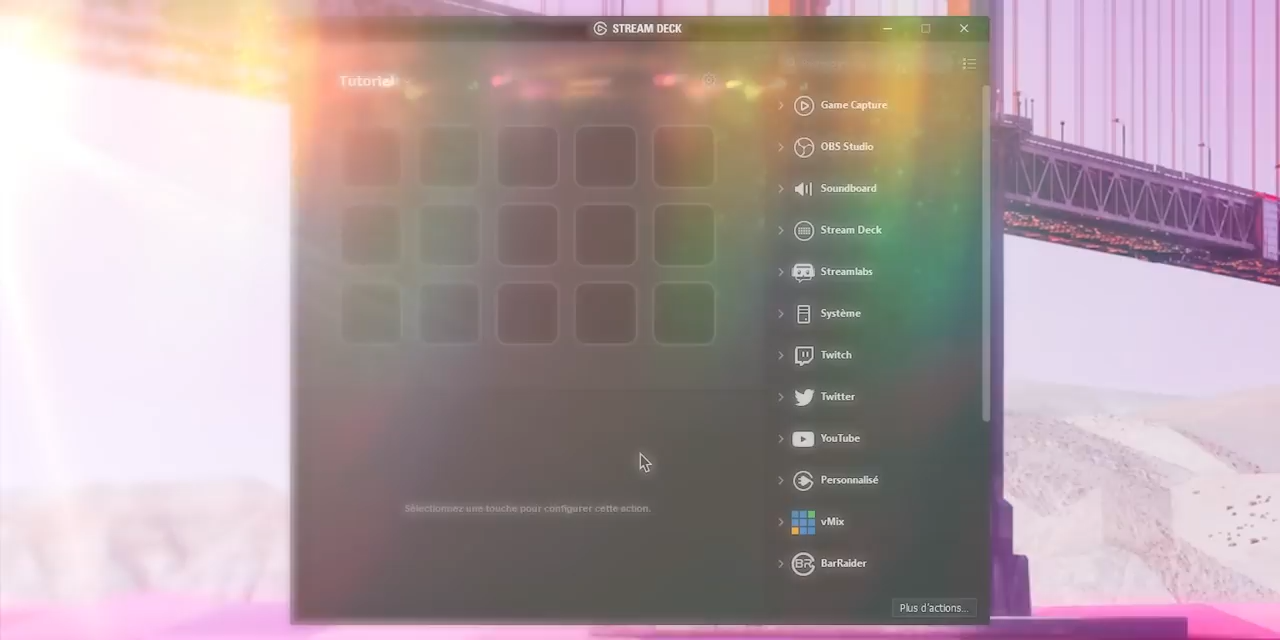 STREAM DECK
Tutoriel
Game Capture
OBS Studio
Soundboard
Stream Deck
Streamlabs
Système
Twitch
Twitter
YouTube
Personnalisé
vMix
BR BarRaider
Sélectionnez une touche pour configurer cette action.
Plus d'actions...